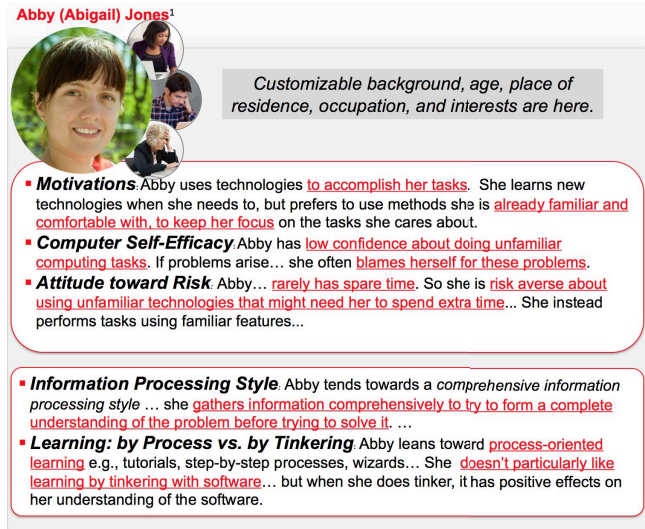 Abby (Abigail) Jones1
Customizable background, age, place of
residence, occupation, and interests are here.
Motivations: Abby uses technologies to accomplish her tasks. She learns new
technologies when she needs to, but prefers to use methods she is already familiar and
comfortable with, to keep her focus on the tasks she cares about.
Computer Self-Efficacy: Abby has low confidence about doing unfamiliar
computing tasks. If problems arise… she often blames herself for these problems.
Attitude toward Risk: Abby… rarely has spare time. So she is risk averse about
using unfamiliar technologies that might need her to spend extra time... She instead
performs tasks using familiar features...
Information Processing Style: Abby tends towards a comprehensive information
processing style … she gathers information comprehensively to try to form a complete
understanding of the problem before trying to solve it. …
Learning: by Process vs. by Tinkering: Abby leans toward process-oriented
learning e.g., tutorials, step-by-step processes, wizards… She doesn't particularly like
learning by tinkering with software… but when she does tinker, it has positive effects on
her understanding of the software.